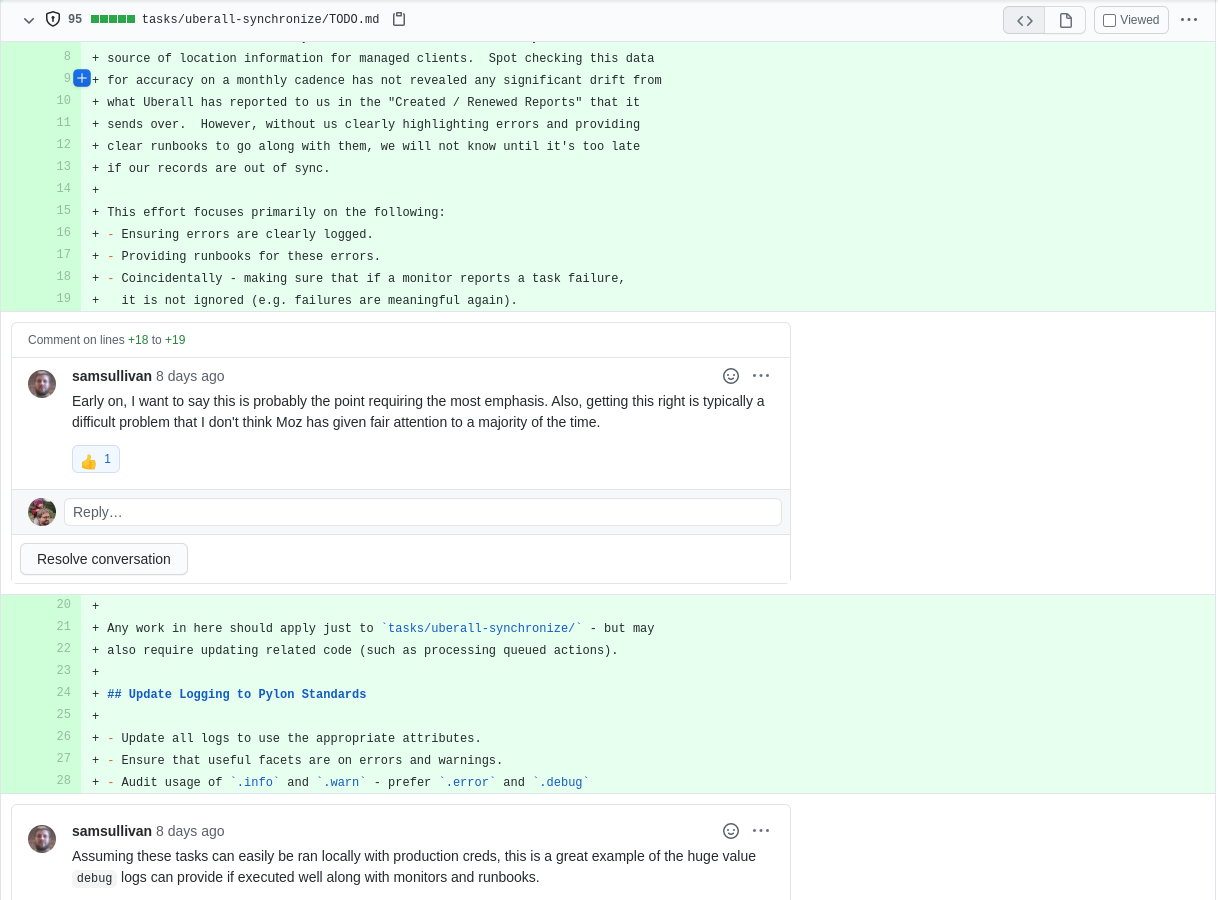 95 tasks/uberall-synchronize/TODO.md Viewed
8 + source of location information for managed clients.  Spot checking this data
9 + for accuracy on a monthly cadence has not revealed any significant drift from
10 + what Uberall has reported to us in the "Created / Renewed Reports" that it
11 + sends over.  However, without us clearly highlighting errors and providing
12 + clear runbooks to go along with them, we will not know until it's too late
13 + if our records are out of sync.
14 +
15 + This effort focuses primarily on the following:
16 + - Ensuring errors are clearly logged.
17 + - Providing runbooks for these errors.
18 + - Coincidentally - making sure that if a monitor reports a task failure,
19 +   it is not ignored (e.g. failures are meaningful again).
Comment on lines +18 to +19
samsullivan 8 days ago
Early on, I want to say this is probably the point requiring the most emphasis. Also, getting this right is typically a
difficult problem that I don't think Moz has given fair attention to a majority of the time.
👍 1
Reply…
Resolve conversation
20 +
21 + Any work in here should apply just to `tasks/uberall-synchronize/` - but may
22 + also require updating related code (such as processing queued actions).
23 +
24 + ## Update Logging to Pylon Standards
25 +
26 + - Update all logs to use the appropriate attributes.
27 + - Ensure that useful facets are on errors and warnings.
28 + - Audit usage of `.info` and `.warn` - prefer `.error` and `.debug`
samsullivan 8 days ago
Assuming these tasks can easily be ran locally with production creds, this is a great example of the huge value
debug logs can provide if executed well along with monitors and runbooks.